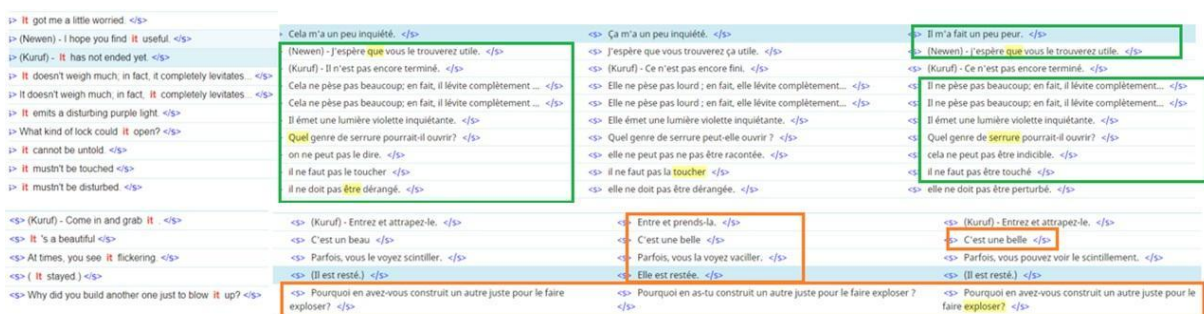 > It got me a little worried. </s>
> (Newen) - I hope you find it useful. </s>
> (Kuruf) - It has not ended yet. </s>
> It doesn't weigh much; in fact, it completely levitates... </s>
> It doesn't weigh much; in fact, it completely levitates... </s>
> It emits a disturbing purple light. </s>
> What kind of lock could it open? </s>
> it cannot be untold. </s>
> it mustn't be touched </s>
> it mustn't be disturbed. </s>
Cela m'a un peu inquiété. </s>
(Newen) - J'espère que vous le trouverez utile. </s>
(Kuruf) - Il n'est pas encore terminé. </s>
Cela ne pèse pas beaucoup; en fait, il lévite complètement ... </s>
Cela ne pèse pas beaucoup; en fait, il lévite complètement ... </s>
Il émet une lumière violette inquiétante. </s>
Quel genre de serrure pourrait-il ouvrir? </s>
on ne peut pas le dire. </s>
il ne faut pas le toucher </s>
il ne doit pas être dérangé. </s>
<s> Ça m'a un peu inquiété. </s>
<s> J'espère que vous trouverez ça utile. </s>
<s> (Kuruf) - Ce n'est pas encore fini. </s>
<s> Elle ne pèse pas lourd ; en fait, elle lévite complètement... </s>
<s> Elle ne pèse pas lourd ; en fait, elle lévite complètement... </s>
<s> Elle émet une lumière violette inquiétante. </s>
<s> Quel genre de serrure peut-elle ouvrir ? </s>
<s> elle ne peut pas ne pas être racontée. </s>
<s> il ne faut pas la toucher </s>
<s> elle ne doit pas être dérangée. </s>
<s> Il m'a fait un peu peur. </s>
<s> (Newen) - j'espère que vous le trouverez utile. </s>
<s> (Kuruf) - Ce n'est pas encore terminé. </s>
<s> Il ne pèse pas beaucoup; en fait, il lévite complètement... </s>
<s> Il ne pèse pas beaucoup; en fait, il lévite complètement... </s>
<s> Il émet une lumière violette inquiétante. </s>
<s> Quel genre de serrure pourrait-il ouvrir? </s>
<s> cela ne peut pas être indicible. </s>
<s> il ne faut pas être touché </s>
<s> elle ne doit pas être perturbé. </s>
<s> (Kuruf) - Come in and grab it . </s>
<s> It 's a beautiful </s>
<s> At times, you see it flickering. </s>
<s> ( It stayed.) </s>
<s> Why did you build another one just to blow it up? </s>
<s> (Kuruf) - Entrez et attrapez-le. </s>
<s> C'est un beau </s>
<s> Parfois, vous le voyez scintiller. </s>
<s> (Il est resté.) </s>
<s> Pourquoi en avez-vous construit un autre juste pour le faire
exploser? </s>
<s> Entre et prends-la. </s>
<s> C'est une belle </s>
<s> Parfois, vous la voyez vaciller. </s>
<s> Elle est restée. </s>
<s> Pourquoi en as-tu construit un autre juste pour le faire exploser ?
</s>
<s> (Kuruf) - Entrez et attrapez-le. </s>
<s> C'est une belle </s>
<s> Parfois, vous pouvez voir le scintillement. </s>
<s> (Il est resté.) </s>
<s> Pourquoi en avez-vous construit un autre juste pour le
faire exploser? </s>